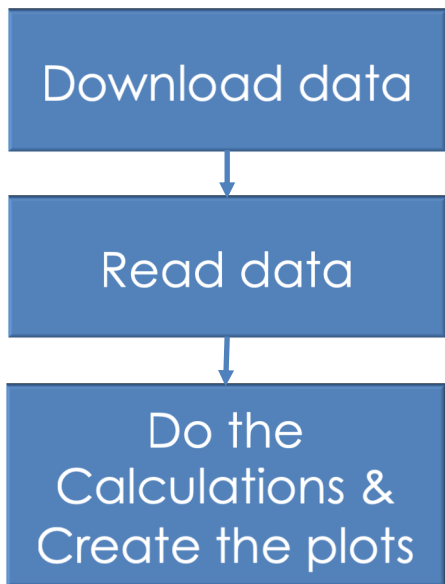 Download data
Read data
Do the
Calculations &
Create the plots